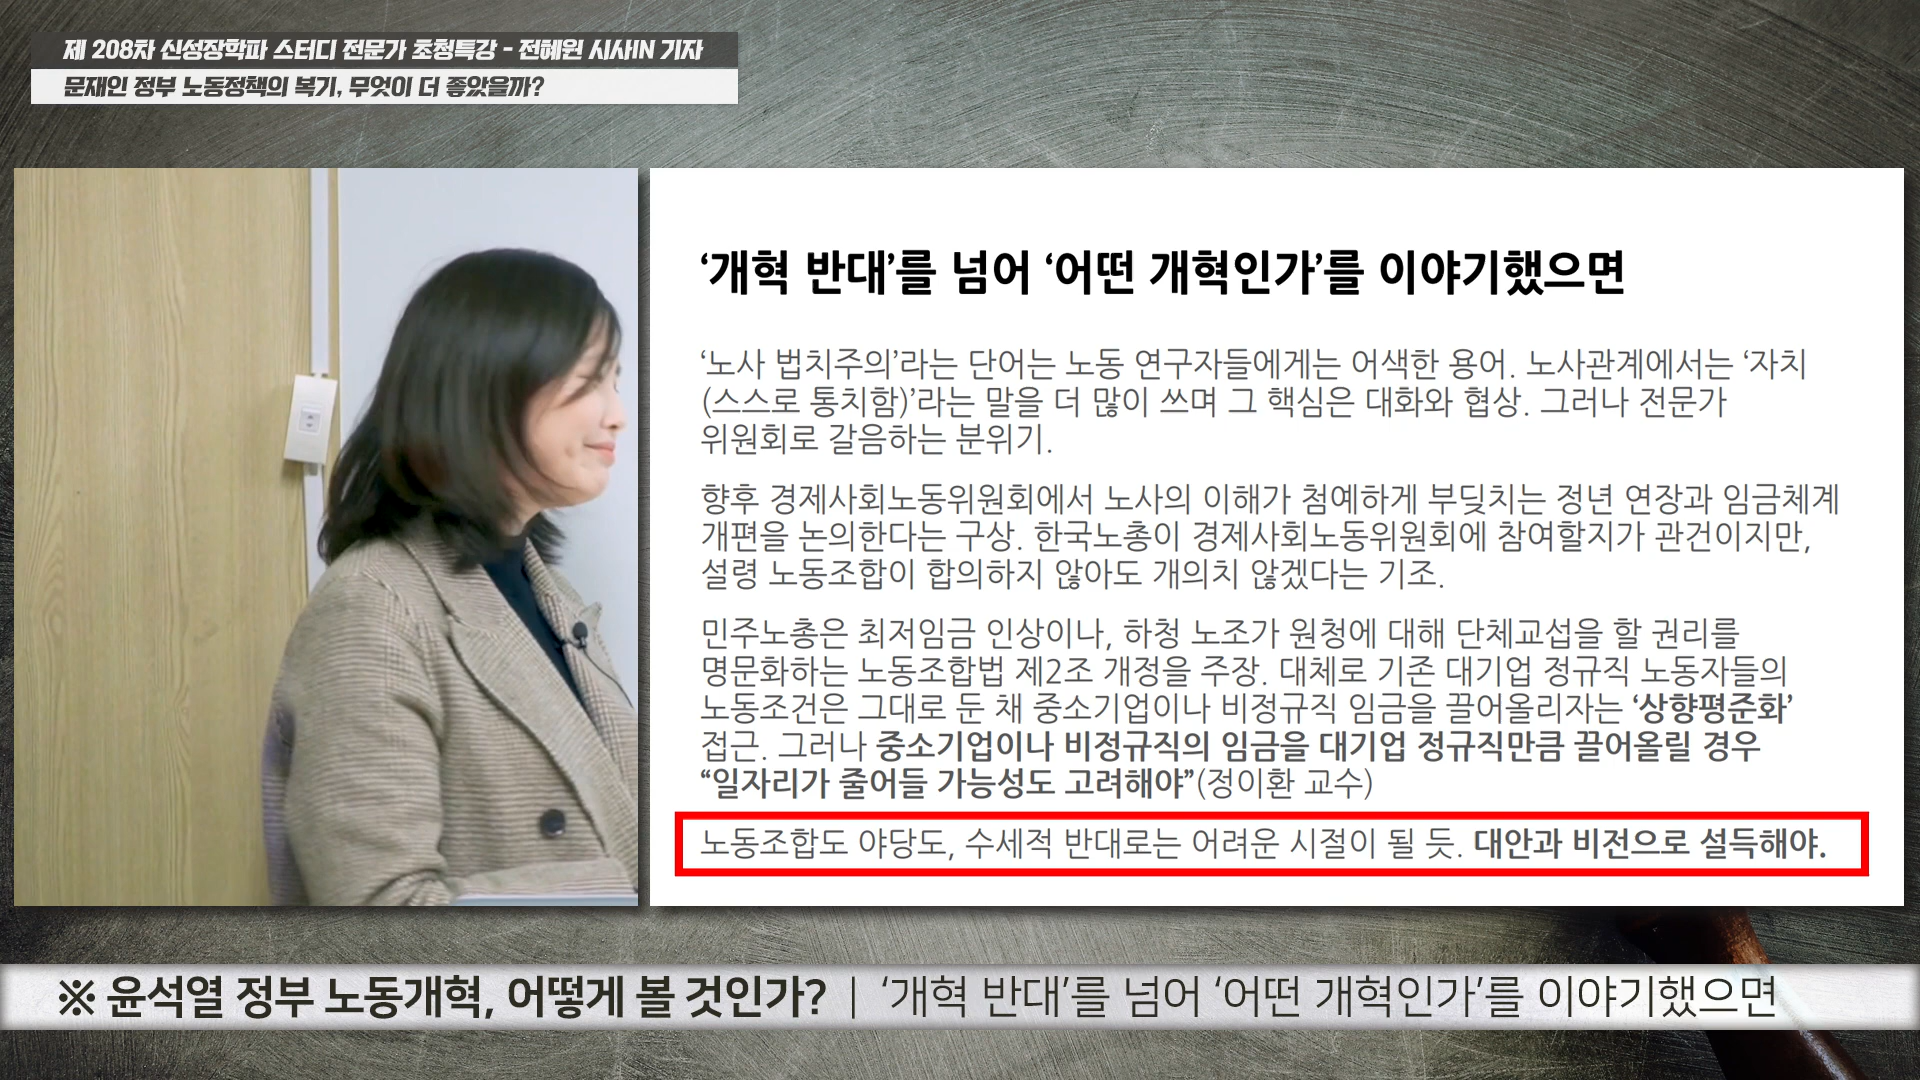 제 208차 신성장학파 스터디 전문가 초청특강 - 전혜원 시사IN 기자
문재인 정부 노동정책의 복기, 무엇이 더 좋았을까?
‘개혁 반대’를 넘어 ‘어떤 개혁인가’를 이야기했으면
‘노사 법치주의’라는 단어는 노동 연구자들에게는 어색한 용어. 노사관계에서는 ‘자치
(스스로 통치함)’라는 말을 더 많이 쓰며 그 핵심은 대화와 협상. 그러나 전문가
위원회로 갈음하는 분위기.
향후 경제사회노동위원회에서 노사의 이해가 첨예하게 부딪치는 정년 연장과 임금체계
개편을 논의한다는 구상. 한국노총이 경제사회노동위원회에 참여할지가 관건이지만,
설령 노동조합이 합의하지 않아도 개의치 않겠다는 기조.
민주노총은 최저임금 인상이나, 하청 노조가 원청에 대해 단체교섭을 할 권리를
명문화하는 노동조합법 제2조 개정을 주장. 대체로 기존 대기업 정규직 노동자들의
노동조건은 그대로 둔 채 중소기업이나 비정규직 임금을 끌어올리자는 ‘상향평준화’
접근. 그러나 중소기업이나 비정규직의 임금을 대기업 정규직만큼 끌어올릴 경우
“일자리가 줄어들 가능성도 고려해야”(정이환 교수)
노동조합도 야당도, 수세적 반대로는 어려운 시절이 될 듯. 대안과 비전으로 설득해야.
※ 윤석열 정부 노동개혁, 어떻게 볼 것인가? | ‘개혁 반대’를 넘어 ‘어떤 개혁인가’를 이야기했으면